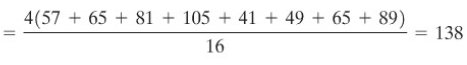 = 4(57 + 65 + 81 + 105 + 41 + 49 + 65 + 89) / 16 = 138